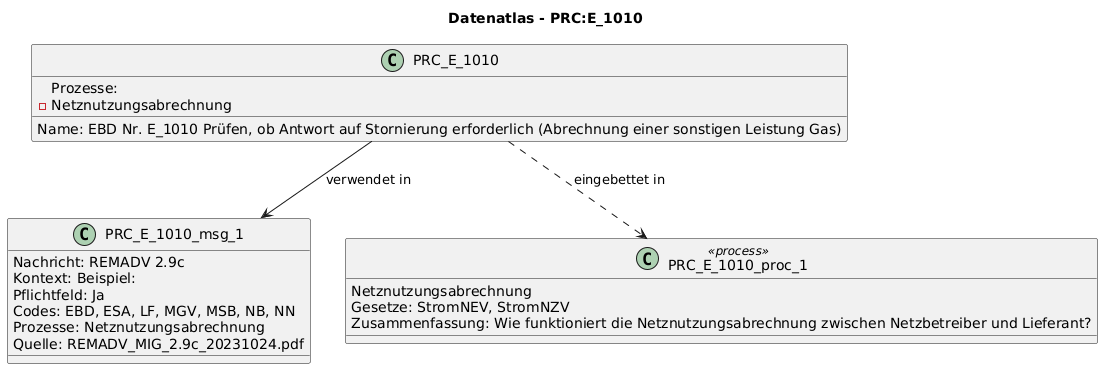 Datenatlas - PRC:E_1010
C PRC_E_1010
Prozesse:
Netznutzungsabrechnung
Name: EBD Nr. E_1010 Prüfen, ob Antwort auf Stornierung erforderlich (Abrechnung einer sonstigen Leistung Gas)
verwendet in
eingebettet in
C PRC_E_1010_msg_1
Nachricht: REMADV 2.9c
Kontext: Beispiel:
Pflichtfeld: Ja
Codes: EBD, ESA, LF, MGV, MSB, NB, NN
Prozesse: Netznutzungsabrechnung
Quelle: REMADV_MIG_2.9c_20231024.pdf
«process»
C PRC_E_1010_proc_1
Netznutzungsabrechnung
Gesetze: StromNEV, StromNZV
Zusammenfassung: Wie funktioniert die Netznutzungsabrechnung zwischen Netzbetreiber und Lieferant?